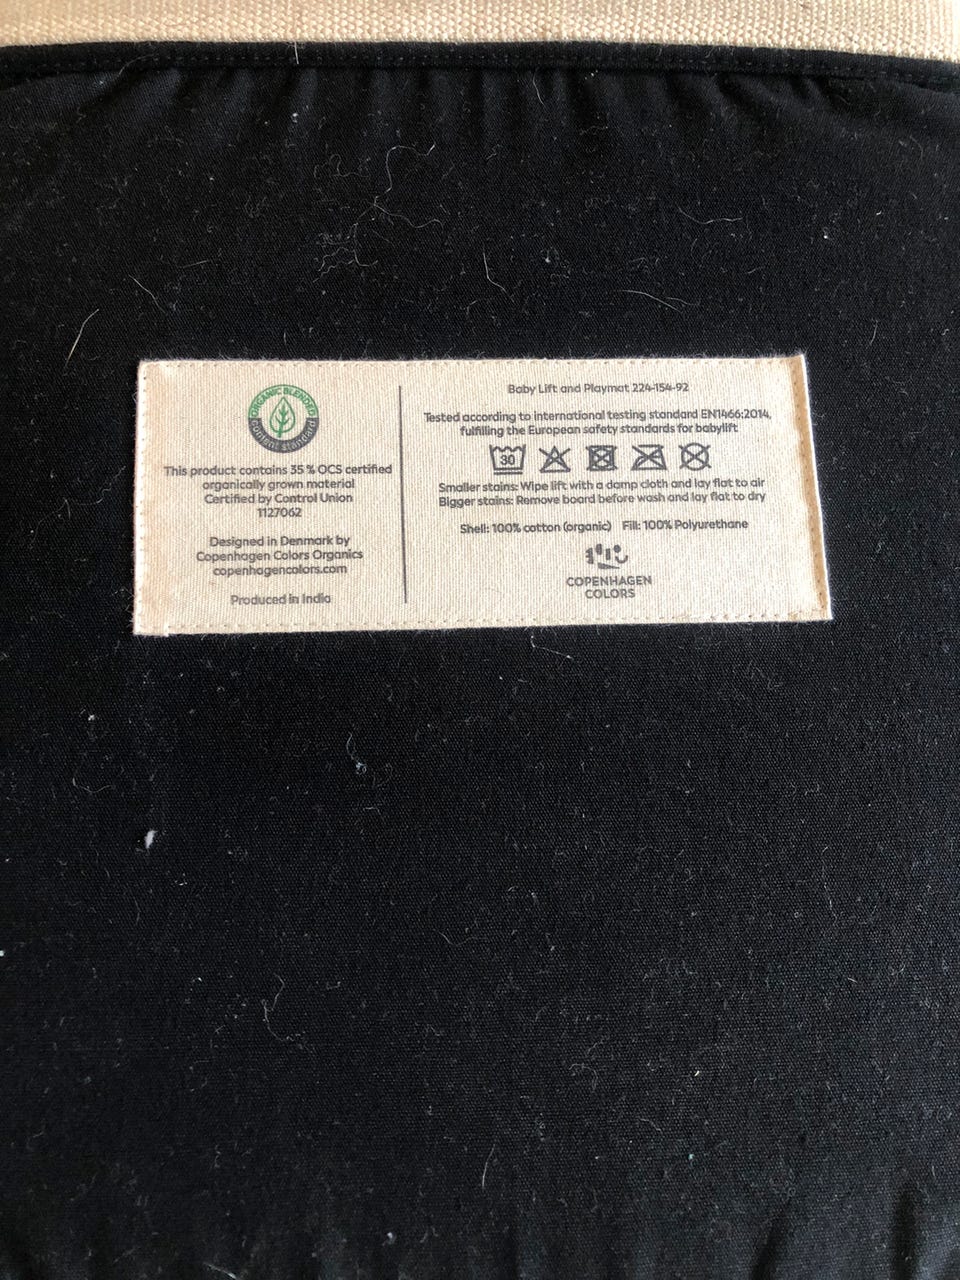 ORGANIC BLENDED
content standard
This product contains 35 % OCS certified
organically grown material
Certified by Control Union
1127062
Designed in Denmark by
Copenhagen Colors Organics
copenhagencolors.com
Produced in India
Baby Lift and Playmat 224-154-92
Tested according to international testing standard EN1466:2014,
fulfilling the European safety standards for babylift
30
Smaller stains: Wipe lift with a damp cloth and lay flat to air
Bigger stains: Remove board before wash and lay flat to dry
Shell: 100% cotton (organic) Fill: 100% Polyurethane
COPENHAGEN
COLORS